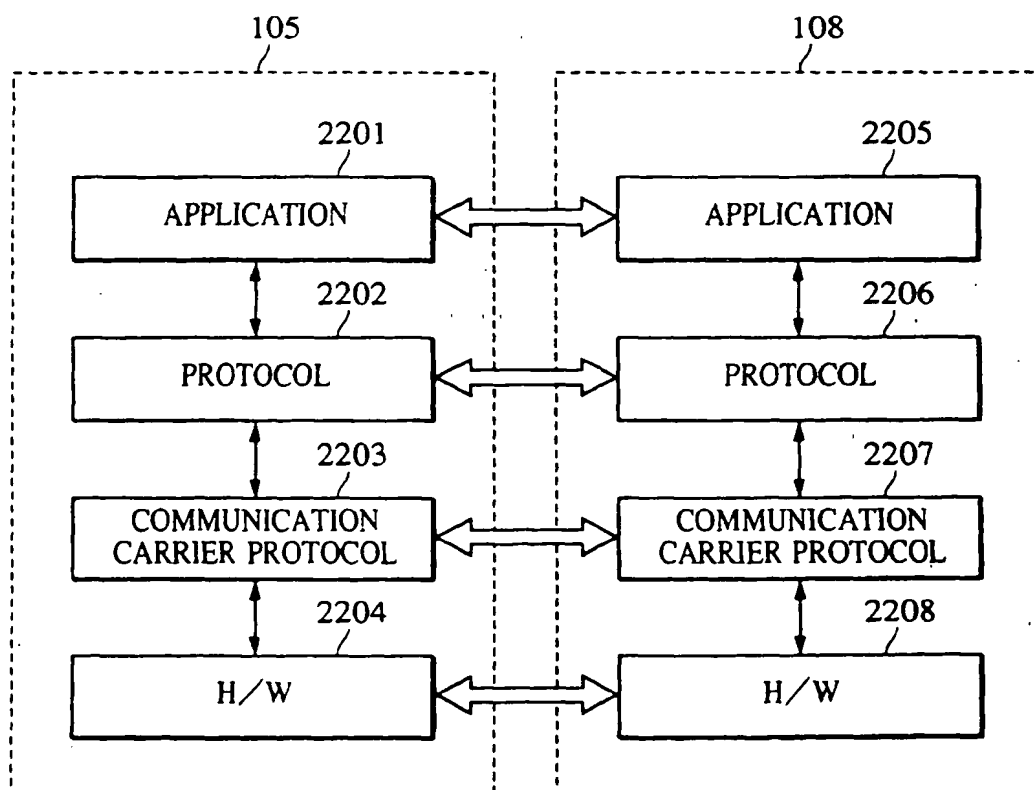 105
108
2201
2205
APPLICATION
APPLICATION
2202
2206
PROTOCOL
PROTOCOL
2203
2207
COMMUNICATION
CARRIER PROTOCOL
COMMUNICATION
CARRIER PROTOCOL
2204
2208
H/W
H/W